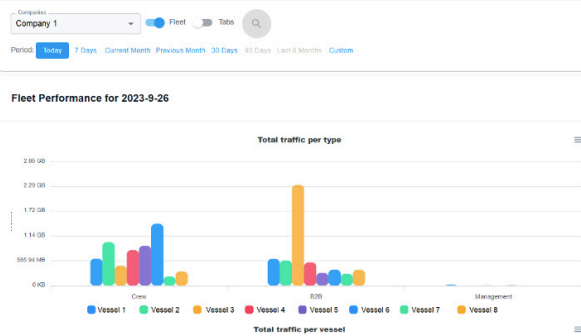 Companies
Company 1
Fleet
Tabs
Period: Today 7 Days Current Month Previous Month 30 Days 90 Days Last 6 Months Custom
Fleet Performance for 2023-9-26
Total traffic per type
2.86 GB
2.29 GB
1.72 GB
1.14 GB
585.94 MB
0 KB
Crew B2B Management
Vessel 1 Vessel 2 Vessel 3 Vessel 4 Vessel 5 Vessel 6 Vessel 7 Vessel 8
Total traffic per vessel